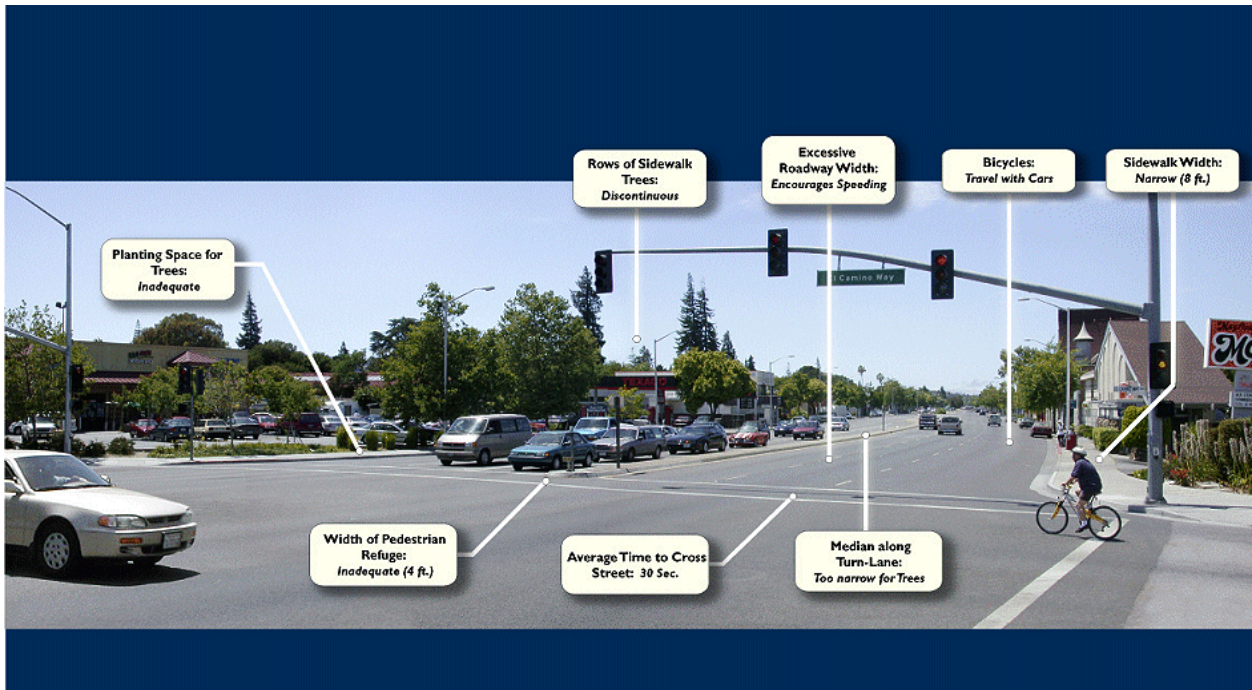 Rows of Sidewalk
Trees:
Discontinuous
Excessive
Roadway Width:
Encourages Speeding
Bicycles:
Travel with Cars
Sidewalk Width:
Narrow (8 ft.)
Planting Space for
Trees:
Inadequate
Camino Way
TEXACO
Width of Pedestrian
Refuge:
Inadequate (4 ft.)
Average Time to Cross
Street: 30 Sec.
Median along
Turn-Lane:
Too narrow for Trees